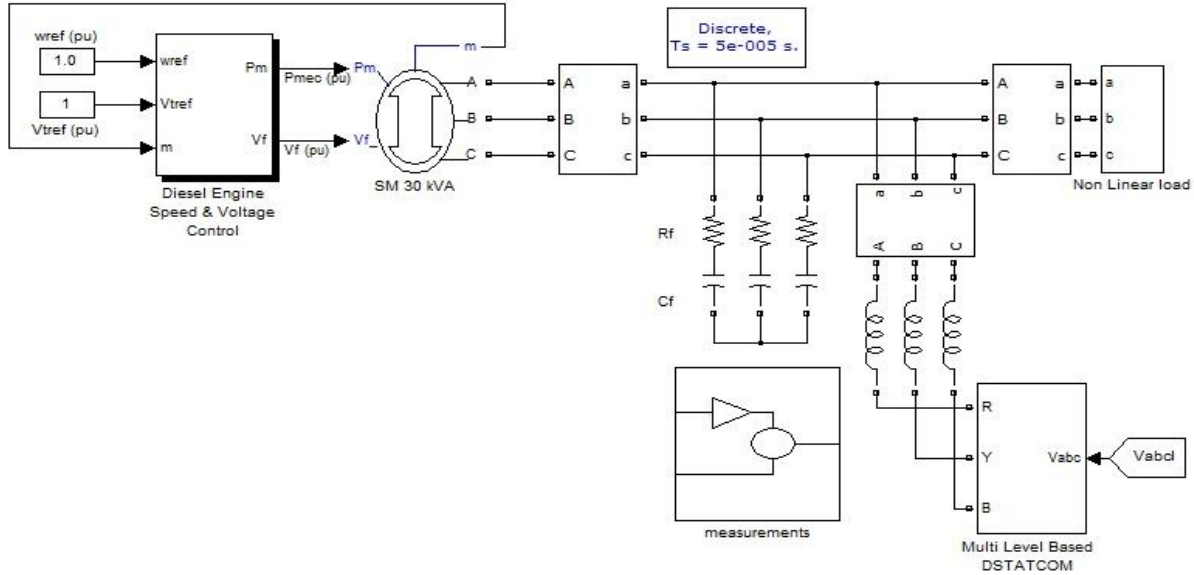 wref (pu)
1.0
1
Vtref (pu)
wref
Vtref
m
Pm
Vf
Diesel Engine
Speed & Voltage
Control
Pmec (pu)
Vf (pu)
Pm
Vf
m
A
B
C
SM 30 kVA
A
B
C
a
b
c
Discrete,
Ts = 5e-005 s.
A
B
C
a
b
c
a
b
c
Non Linear load
Rf
Cf
a
b
c
A
B
C
measurements
R
Y
B
Vabc
Vabcl
Multi Level Based
DSTATCOM